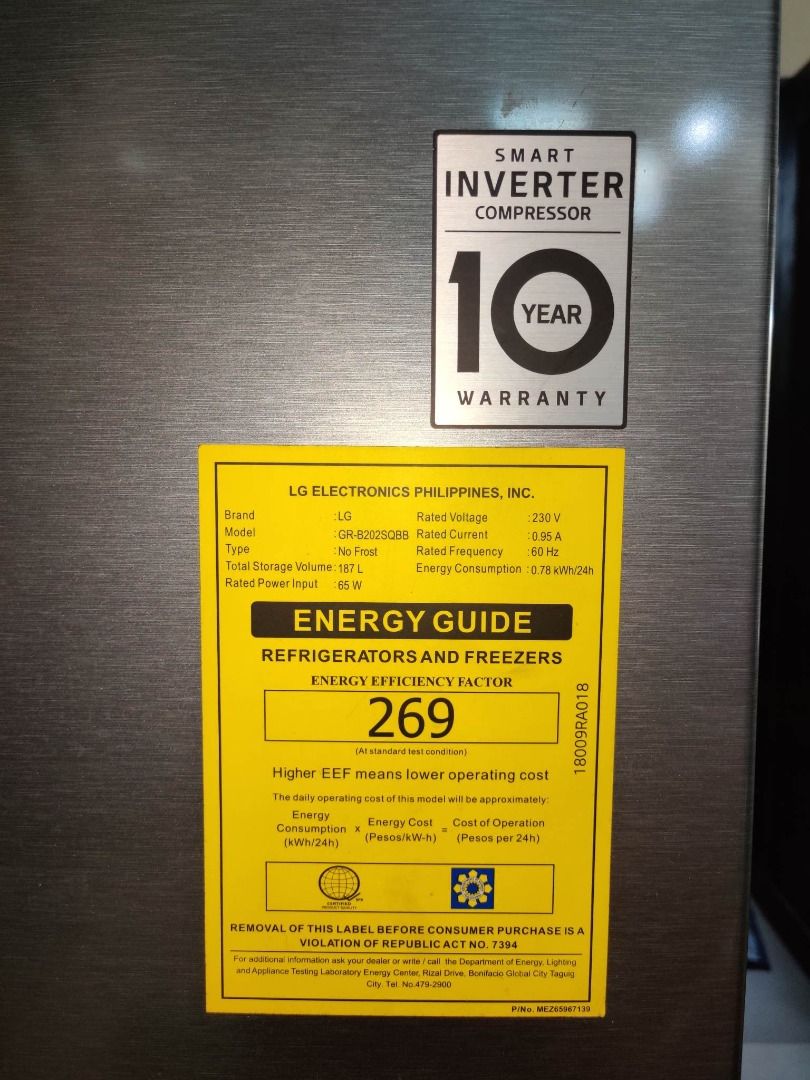 SMART
INVERTER
COMPRESSOR
10
YEAR
WARRANTY
LG ELECTRONICS PHILIPPINES, INC.
Brand :LG Rated Voltage :230 V
Model :GR-B202SQBB Rated Current :0.95 A
Type :No Frost Rated Frequency :60 Hz
Total Storage Volume:187 L Energy Consumption :0.78 kWh/24h
Rated Power Input :65 W
ENERGY GUIDE
REFRIGERATORS AND FREEZERS
ENERGY EFFICIENCY FACTOR
269
(At standard test condition)
18009RA018
Higher EEF means lower operating cost
The daily operating cost of this model will be approximately:
Energy Consumption (kWh/24h) x Energy Cost (Pesos/kW-h) = Cost of Operation (Pesos per 24h)
CERTIFIED
PRODUCT QUALITY
REMOVAL OF THIS LABEL BEFORE CONSUMER PURCHASE IS A
VIOLATION OF REPUBLIC ACT NO. 7394
For additional information ask your dealer or write / call the Department of Energy, Lighting
and Appliance Testing Laboratory Energy Center, Rizal Drive, Bonifacio Global City Taguig
City. Tel. No.479-2900
P/No. MEZ65967139